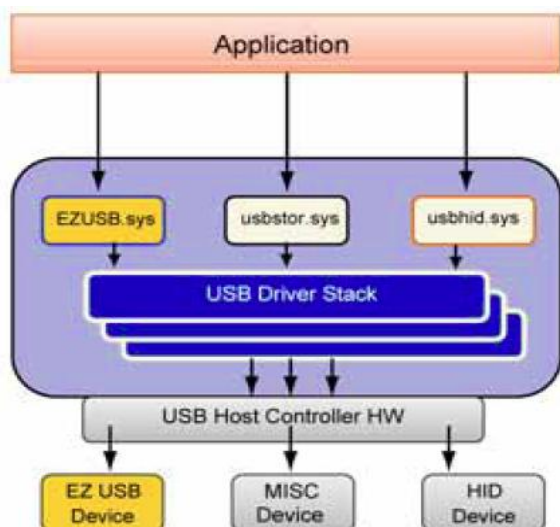 Application
EZUSB.sys
usbstor.sys
usbhid.sys
USB Driver Stack
USB Host Controller HW
EZ USB
Device
MISC
Device
HID
Device